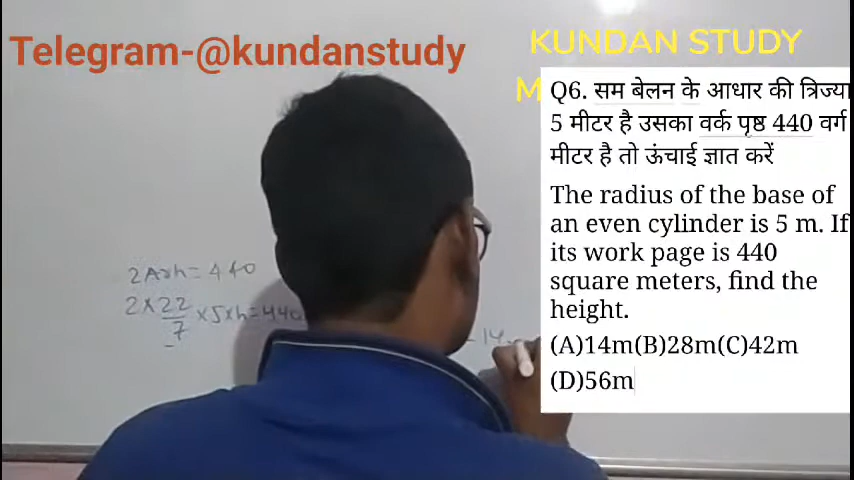 Telegram-@kundanstudy
KUNDAN STUDY
M
Q6. सम बेलन के आधार की त्रिज्या
5 मीटर है उसका वर्क पृष्ठ 440 वर्ग
मीटर है तो ऊंचाई ज्ञात करें
The radius of the base of
an even cylinder is 5 m. If
its work page is 440
square meters, find the
height.
(A)14m(B)28m(C)42m
(D)56m
2πrh=440
2×22/7×5×h=440
14